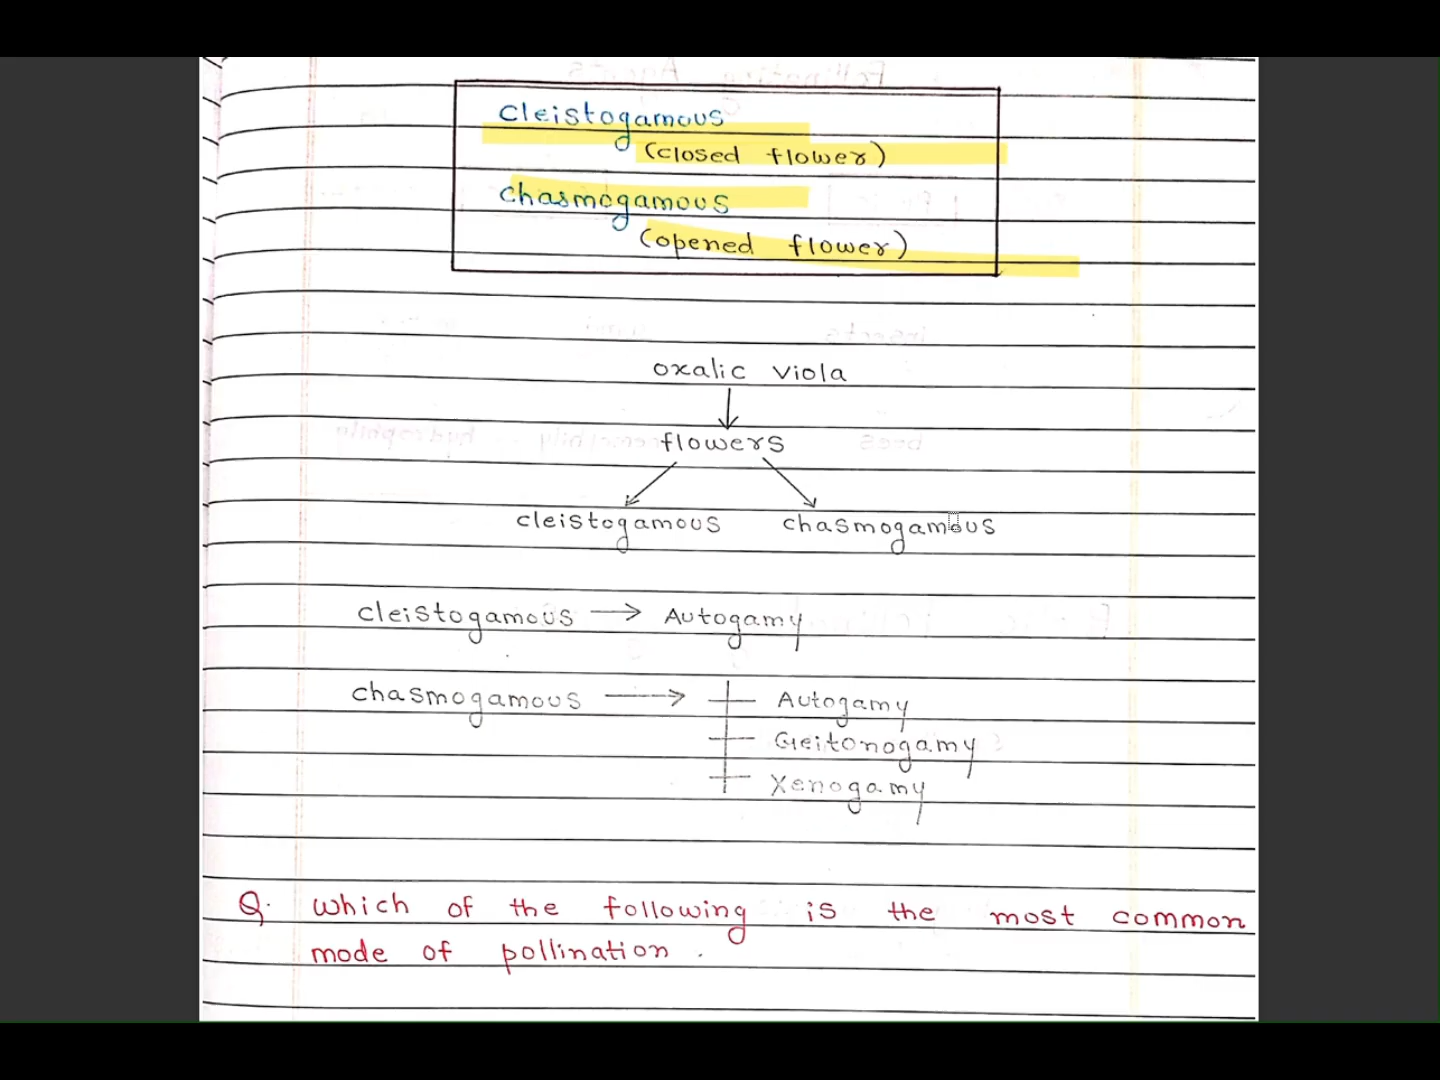 cleistogamous
(closed flower)
chasmogamous
(opened flower)
oxalic viola
flowers
cleistogamous chasmogamous
cleistogamous → Autogamy
chasmogamous → Autogamy
Geitonogamy
Xenogamy
Q. which of the following is the most common
mode of pollination.